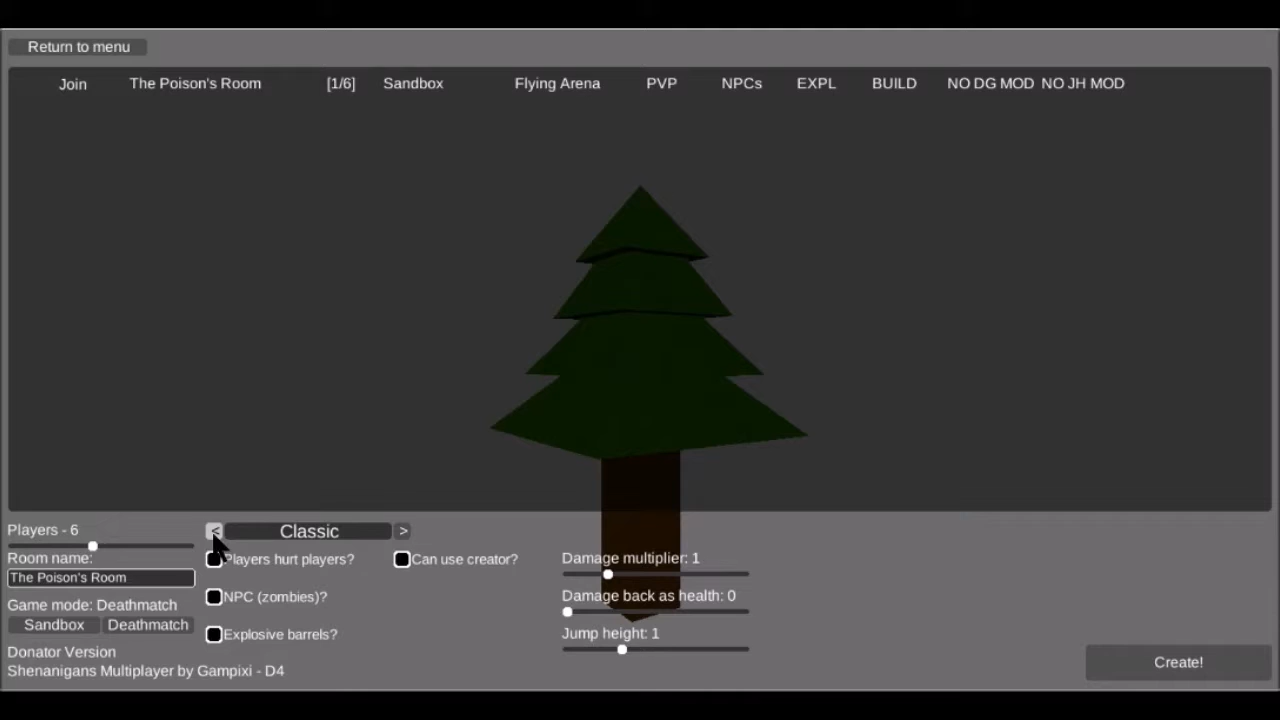 Return to menu
Join The Poison's Room [1/6] Sandbox Flying Arena PVP NPCs EXPL BUILD NO DG MOD NO JH MOD
Players - 6
< Classic >
Room name:
Players hurt players? Can use creator? Damage multiplier: 1
The Poison's Room
NPC (zombies)? Damage back as health: 0
Game mode: Deathmatch
Sandbox Deathmatch
Explosive barrels? Jump height: 1
Donator Version
Shenanigans Multiplayer by Gampixi - D4
Create!